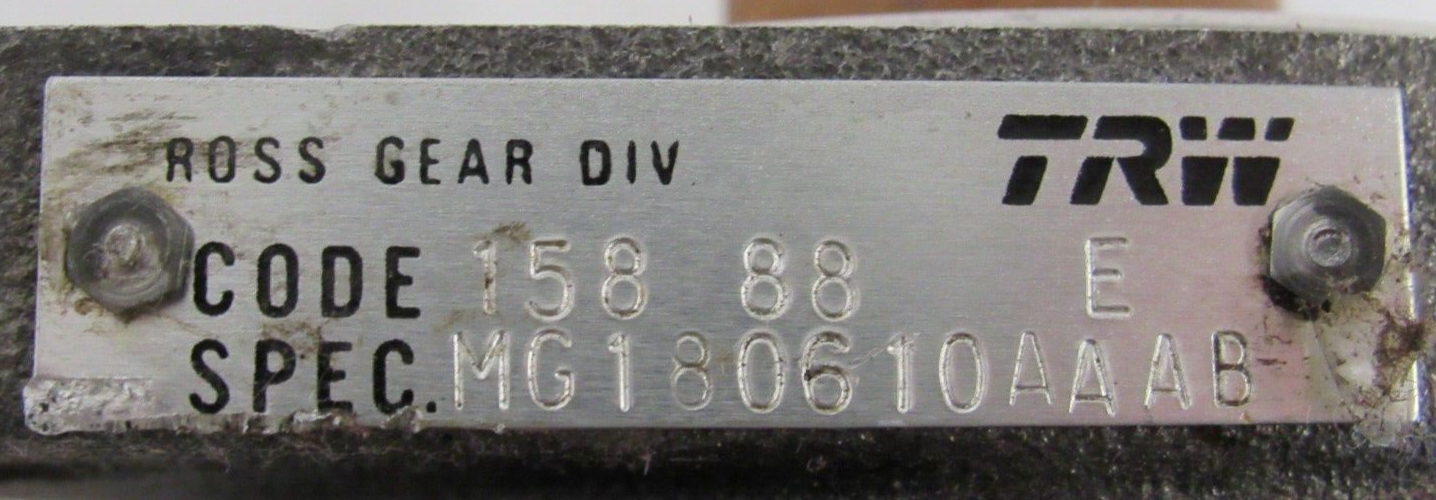 ROSS GEAR DIV TRW
CODE 158 88 E
SPEC. MG180610AAAB